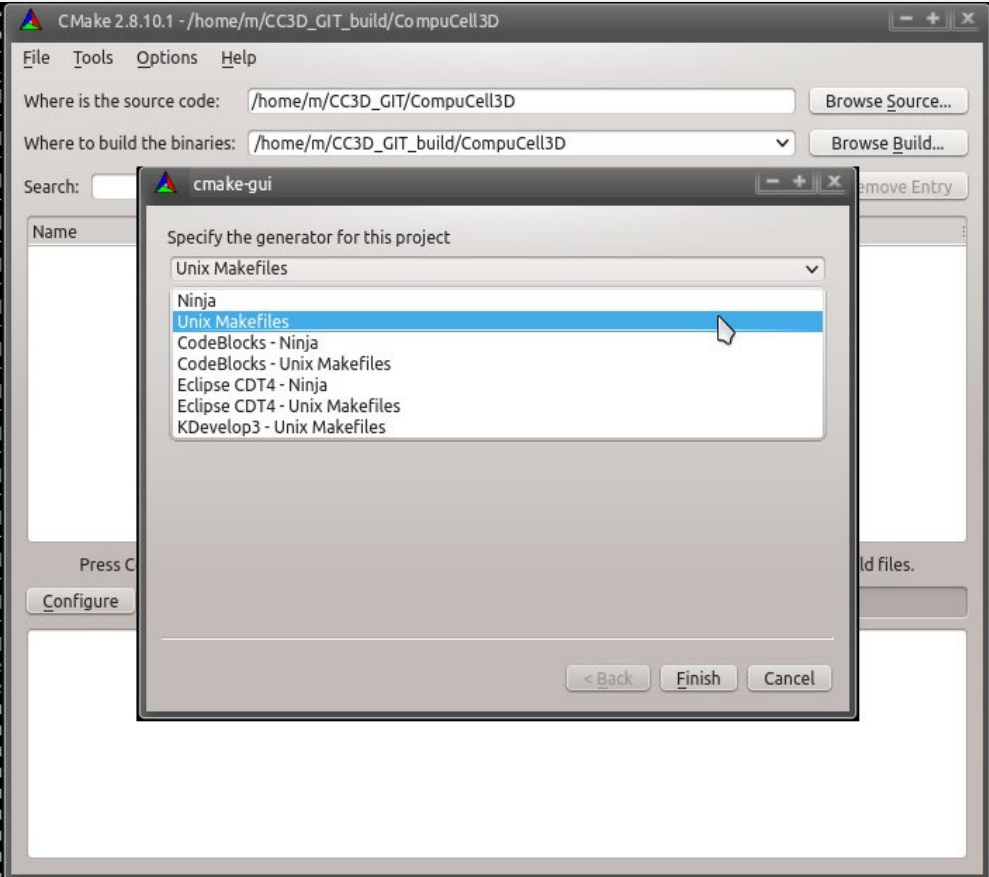 CMake 2.8.10.1 - /home/m/CC3D_GIT_build/CompuCell3D
File Tools Options Help
Where is the source code: /home/m/CC3D_GIT/CompuCell3D Browse Source...
Where to build the binaries: /home/m/CC3D_GIT_build/CompuCell3D Browse Build...
Search: emove Entry
cmake-gui
Name
Specify the generator for this project
Unix Makefiles
Ninja
Unix Makefiles
CodeBlocks - Ninja
CodeBlocks - Unix Makefiles
Eclipse CDT4 - Ninja
Eclipse CDT4 - Unix Makefiles
KDevelop3 - Unix Makefiles
Press C ld files.
Configure
< Back Finish Cancel